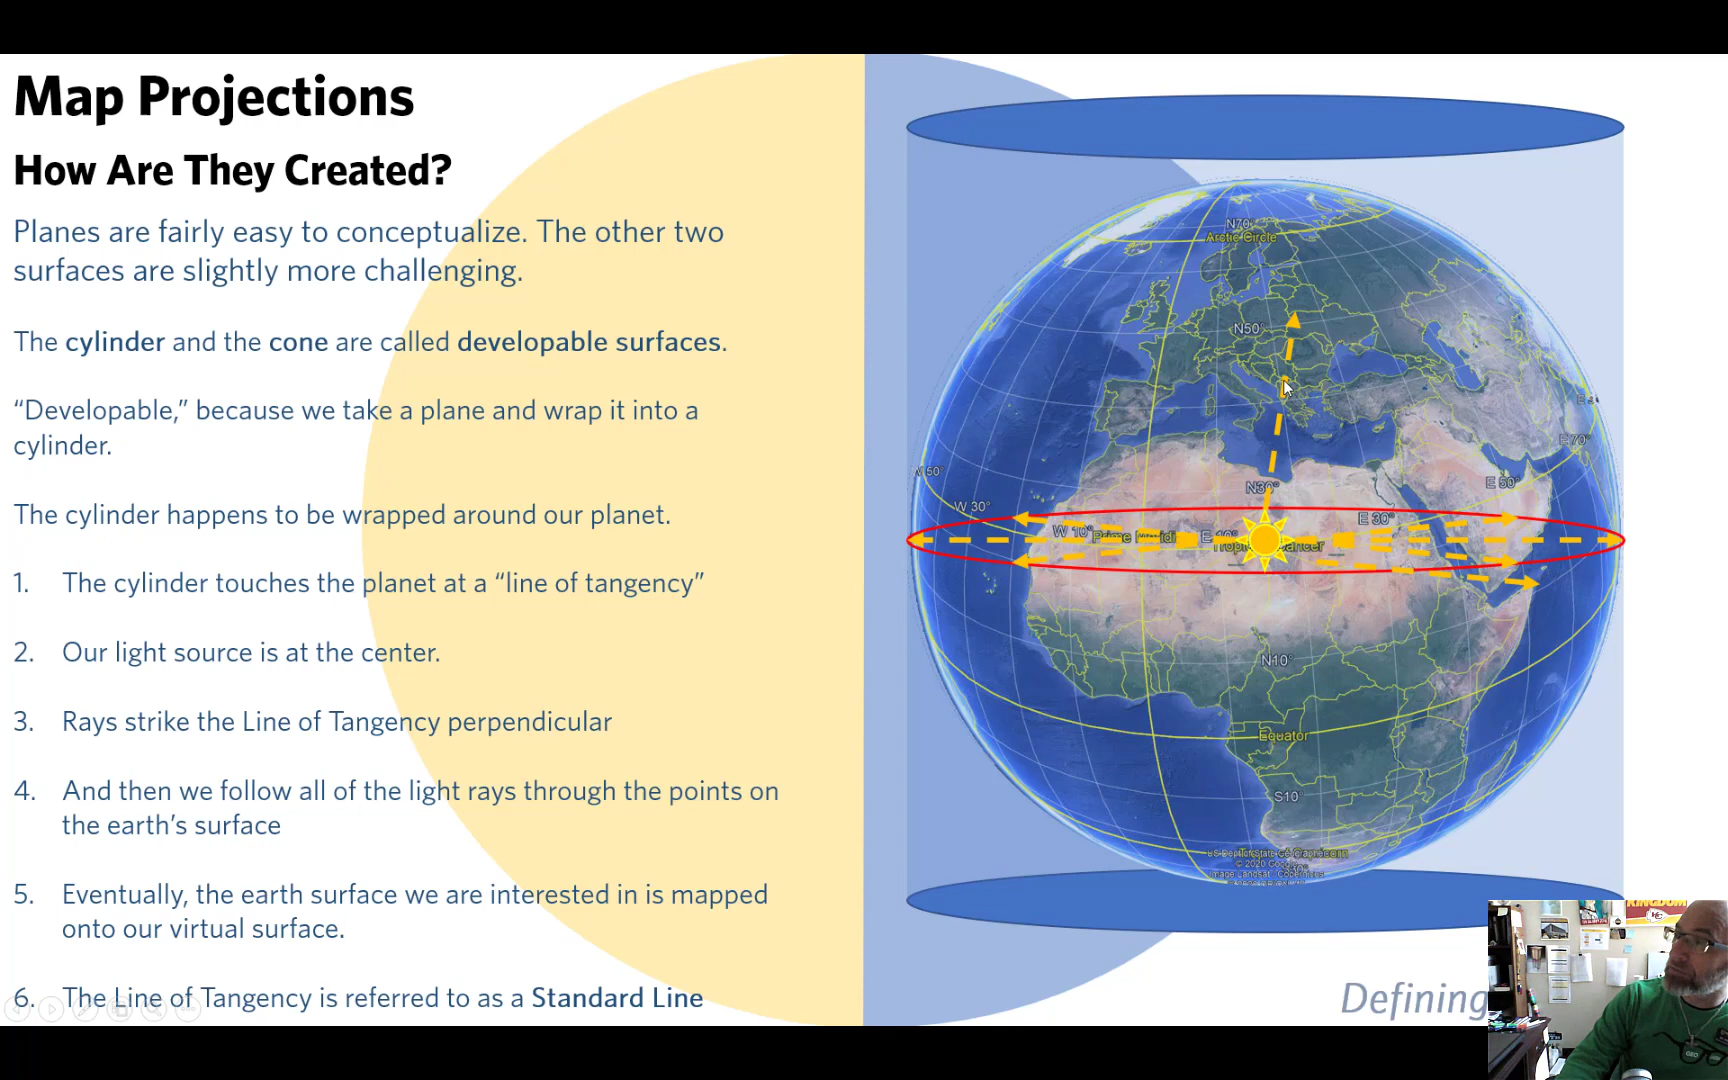 Map Projections
How Are They Created?
Planes are fairly easy to conceptualize. The other two
surfaces are slightly more challenging.
The cylinder and the cone are called developable surfaces.
“Developable,” because we take a plane and wrap it into a
cylinder.
The cylinder happens to be wrapped around our planet.
1. The cylinder touches the planet at a “line of tangency”
2. Our light source is at the center.
3. Rays strike the Line of Tangency perpendicular
4. And then we follow all of the light rays through the points on
the earth’s surface
5. Eventually, the earth surface we are interested in is mapped
onto our virtual surface.
6. The Line of Tangency is referred to as a Standard Line
N70°
Arctic Circle
N50°
E 70°
W 50°
E 50°
N30°
W 30°
E 30°
W 10°
Prime
E 10°
N10°
Equator
S10°
© 2020
Defining
KINGDOM
KC